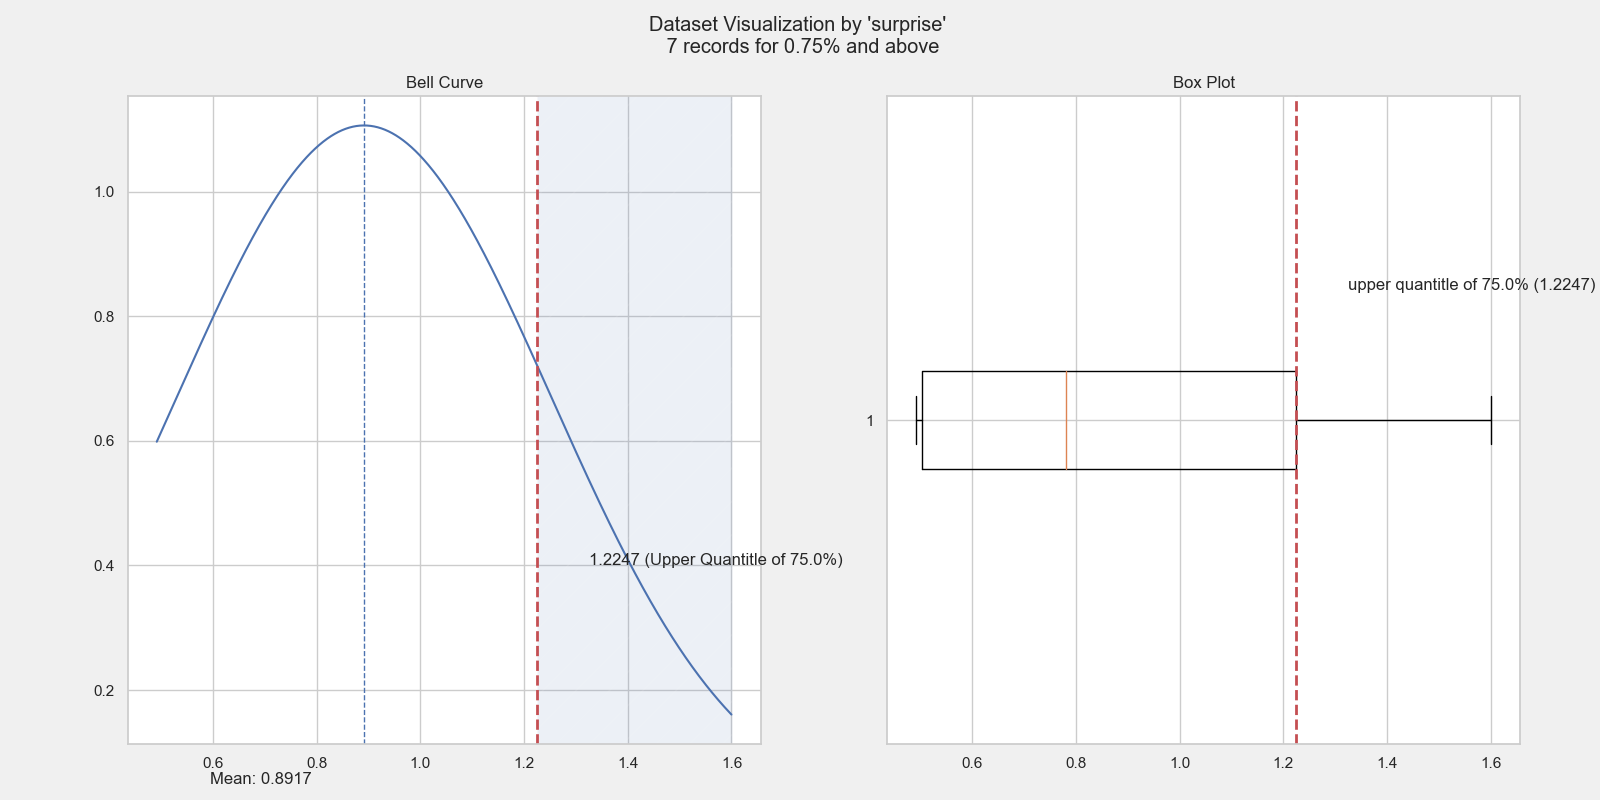 Dataset Visualization by 'surprise'
7 records for 0.75% and above
Bell Curve
1.0
0.8
0.6
0.4
0.2
1.2247 (Upper Quantitle of 75.0%)
0.6 0.8 1.0 1.2 1.4 1.6
Mean: 0.8917
Box Plot
upper quantitle of 75.0% (1.2247)
1
0.6 0.8 1.0 1.2 1.4 1.6